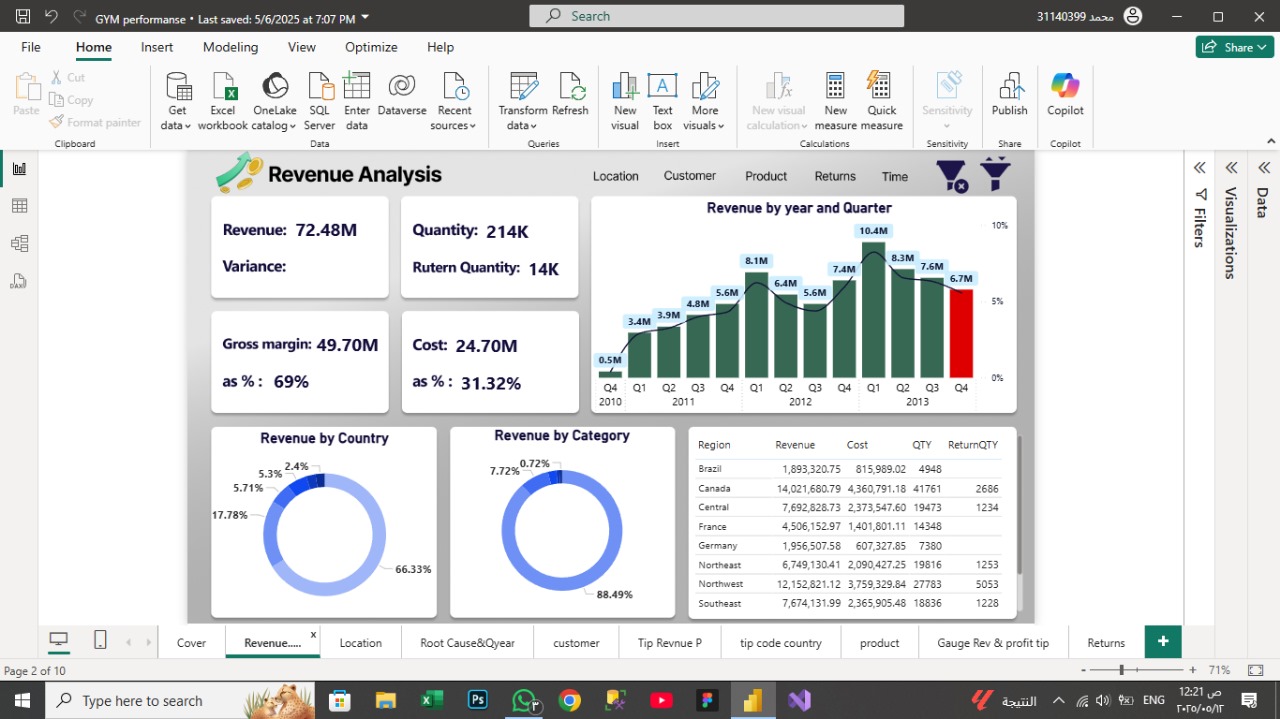 GYM performanse • Last saved: 5/6/2025 at 7:07 PM
Search
محمد 31140399
File Home Insert Modeling View Optimize Help
Share
Paste
Cut
Copy
Format painter
Clipboard
Get data
Excel workbook
OneLake catalog
SQL Server
Enter data
Dataverse
Recent sources
Data
Transform data
Refresh
Queries
New visual
Text box
More visuals
Insert
New visual calculation
New measure
Quick measure
Calculations
Sensitivity
Sensitivity
Publish
Share
Copilot
Copilot
Revenue Analysis
Location Customer Product Returns Time
Revenue: 72.48M
Variance:
Quantity: 214K
Rutern Quantity: 14K
Gross margin: 49.70M
as % : 69%
Cost: 24.70M
as % : 31.32%
Revenue by year and Quarter
10%
5%
0%
0.5M 3.4M 3.9M 4.8M 5.6M 8.1M 6.4M 5.6M 7.4M 10.4M 8.3M 7.6M 6.7M
Q4 Q1 Q2 Q3 Q4 Q1 Q2 Q3 Q4 Q1 Q2 Q3 Q4
2010 2011 2012 2013
Revenue by Country
2.4%
5.3%
5.71%
17.78%
66.33%
Revenue by Category
0.72%
7.72%
88.49%
Region Revenue Cost QTY ReturnQTY
Brazil 1,893,320.75 815,989.02 4948
Canada 14,021,680.79 4,360,791.18 41761 2686
Central 7,692,828.73 2,373,547.60 19473 1234
France 4,506,152.97 1,401,801.11 14348
Germany 1,956,507.58 607,327.85 7380
Northeast 6,749,130.41 2,090,427.25 19816 1253
Northwest 12,152,821.12 3,759,329.84 27783 5053
Southeast 7,674,131.99 2,365,905.48 18836 1228
Filters
Visualizations
Data
Cover Revenue..... x Location Root Cause&Qyear customer Tip Revnue P tip code country product Gauge Rev & profit tip Returns +
Page 2 of 10
- + 71%
Type here to search
Ps
٣
النتيجة
ENG
12:21 ص
٢٠٢٥/٠٥/١٣